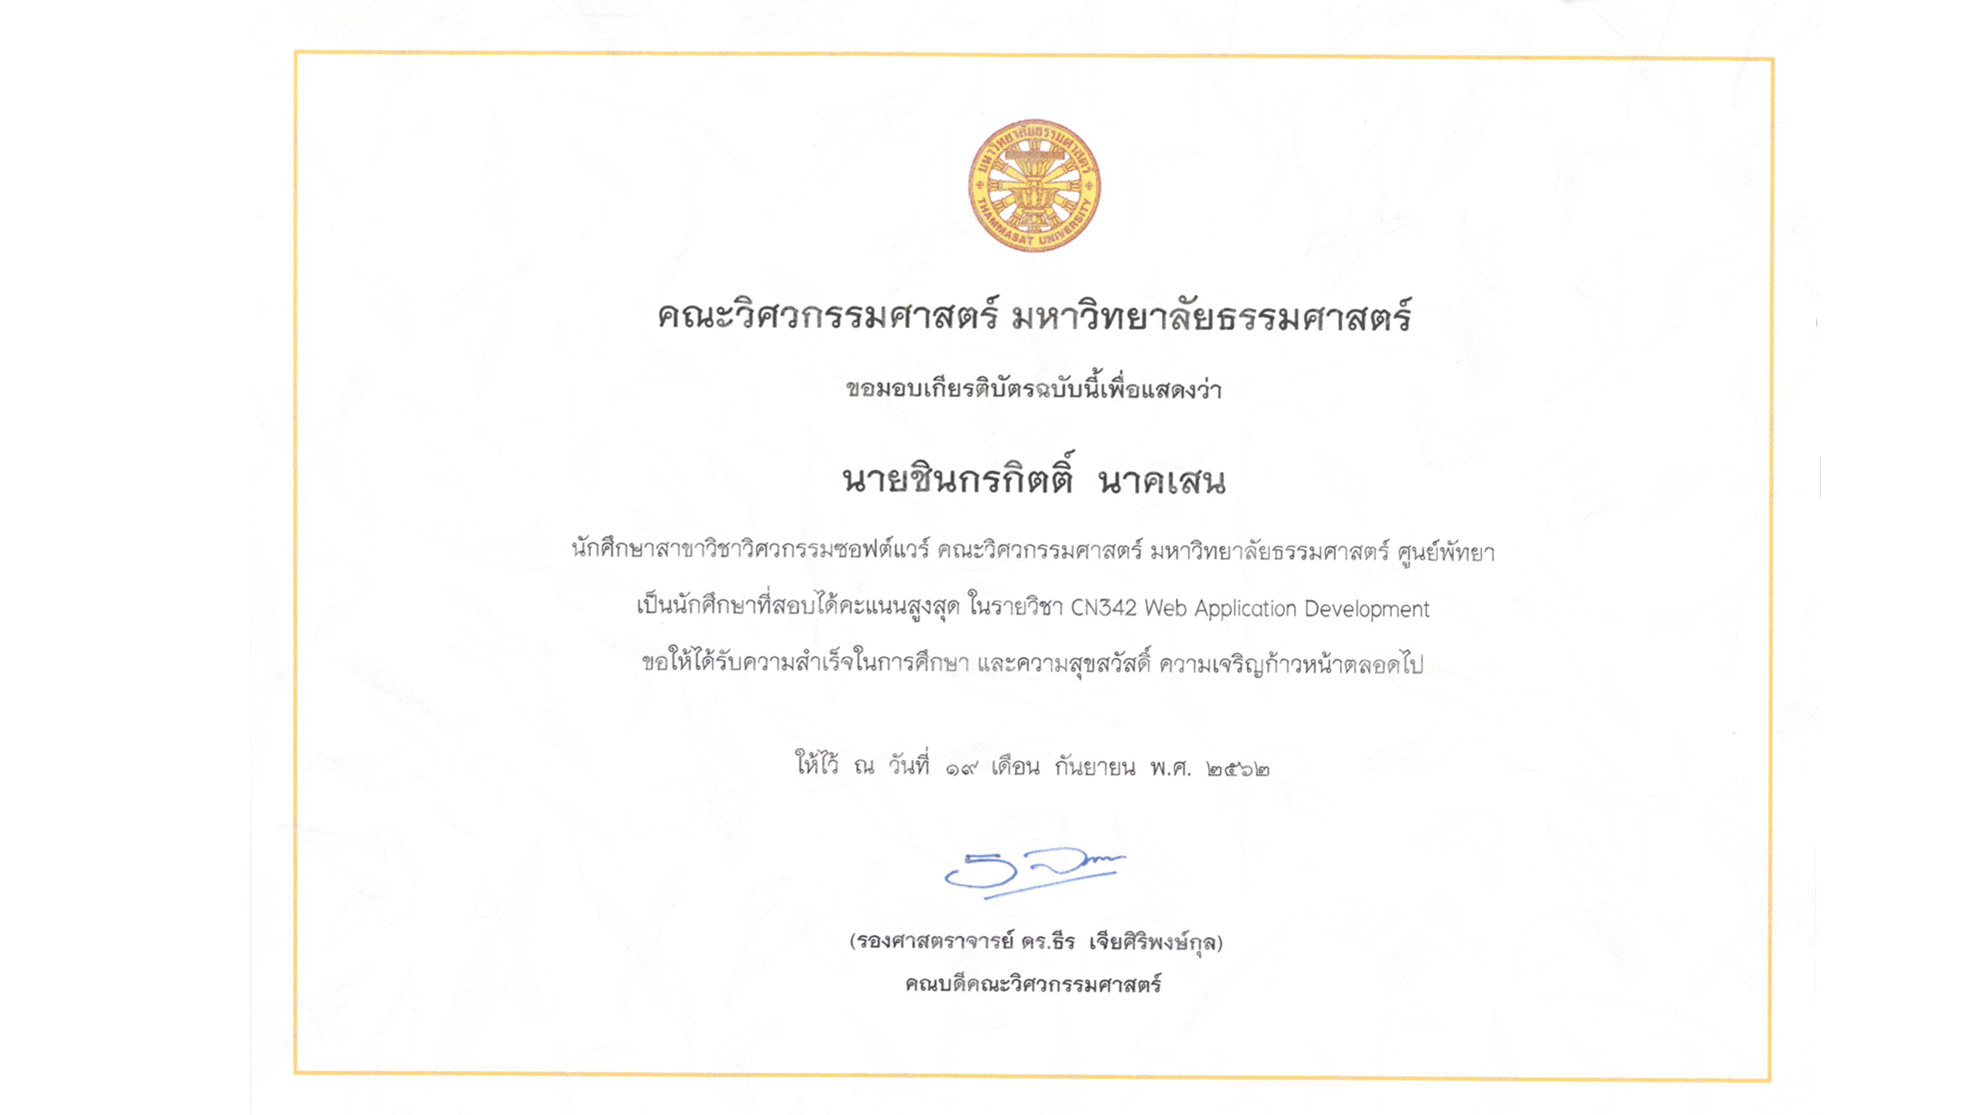 มหาวิทยาลัยธรรมศาสตร์
THAMMASAT UNIVERSITY
คณะวิศวกรรมศาสตร์ มหาวิทยาลัยธรรมศาสตร์
ขอมอบเกียรติบัตรฉบับนี้เพื่อแสดงว่า
นายชินกรกิตติ์ นาคเสน
นักศึกษาสาขาวิชาวิศวกรรมซอฟต์แวร์ คณะวิศวกรรมศาสตร์ มหาวิทยาลัยธรรมศาสตร์ ศูนย์พัทยา
เป็นนักศึกษาที่สอบได้คะแนนสูงสุด ในรายวิชา CN342 Web Application Development
ขอให้ได้รับความสำเร็จในการศึกษา และความสุขสวัสดิ์ ความเจริญก้าวหน้าตลอดไป
ให้ไว้ ณ วันที่ ๑๙ เดือน กันยายน พ.ศ. ๒๕๖๒
(รองศาสตราจารย์ ดร.ธีร เจียศิริพงษ์กุล)
คณบดีคณะวิศวกรรมศาสตร์